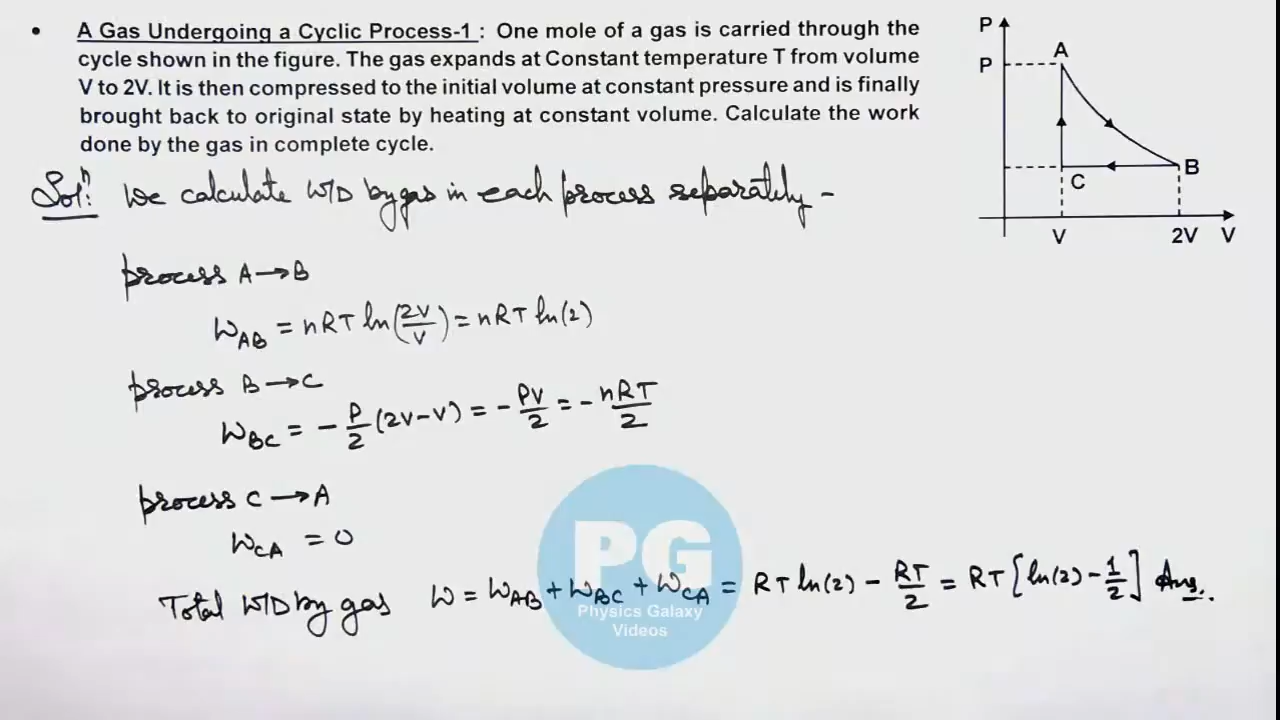 • A Gas Undergoing a Cyclic Process-1 : One mole of a gas is carried through the
cycle shown in the figure. The gas expands at Constant temperature T from volume
V to 2V. It is then compressed to the initial volume at constant pressure and is finally
brought back to original state by heating at constant volume. Calculate the work
done by the gas in complete cycle.
P
A
P
B
C
V 2V V
Solⁿ: We calculate W/D by gas in each process separately –
process A→B
W_AB = nRT ln(2V/V) = nRT ln(2)
process B→C
W_BC = - P/2 (2V-V) = - PV/2 = - nRT/2
process C→A
W_CA = 0
Total W/D by gas W = W_AB + W_BC + W_CA = RT ln(2) - RT/2 = RT[ln(2) - 1/2] Ans..
PG
Physics Galaxy
Videos